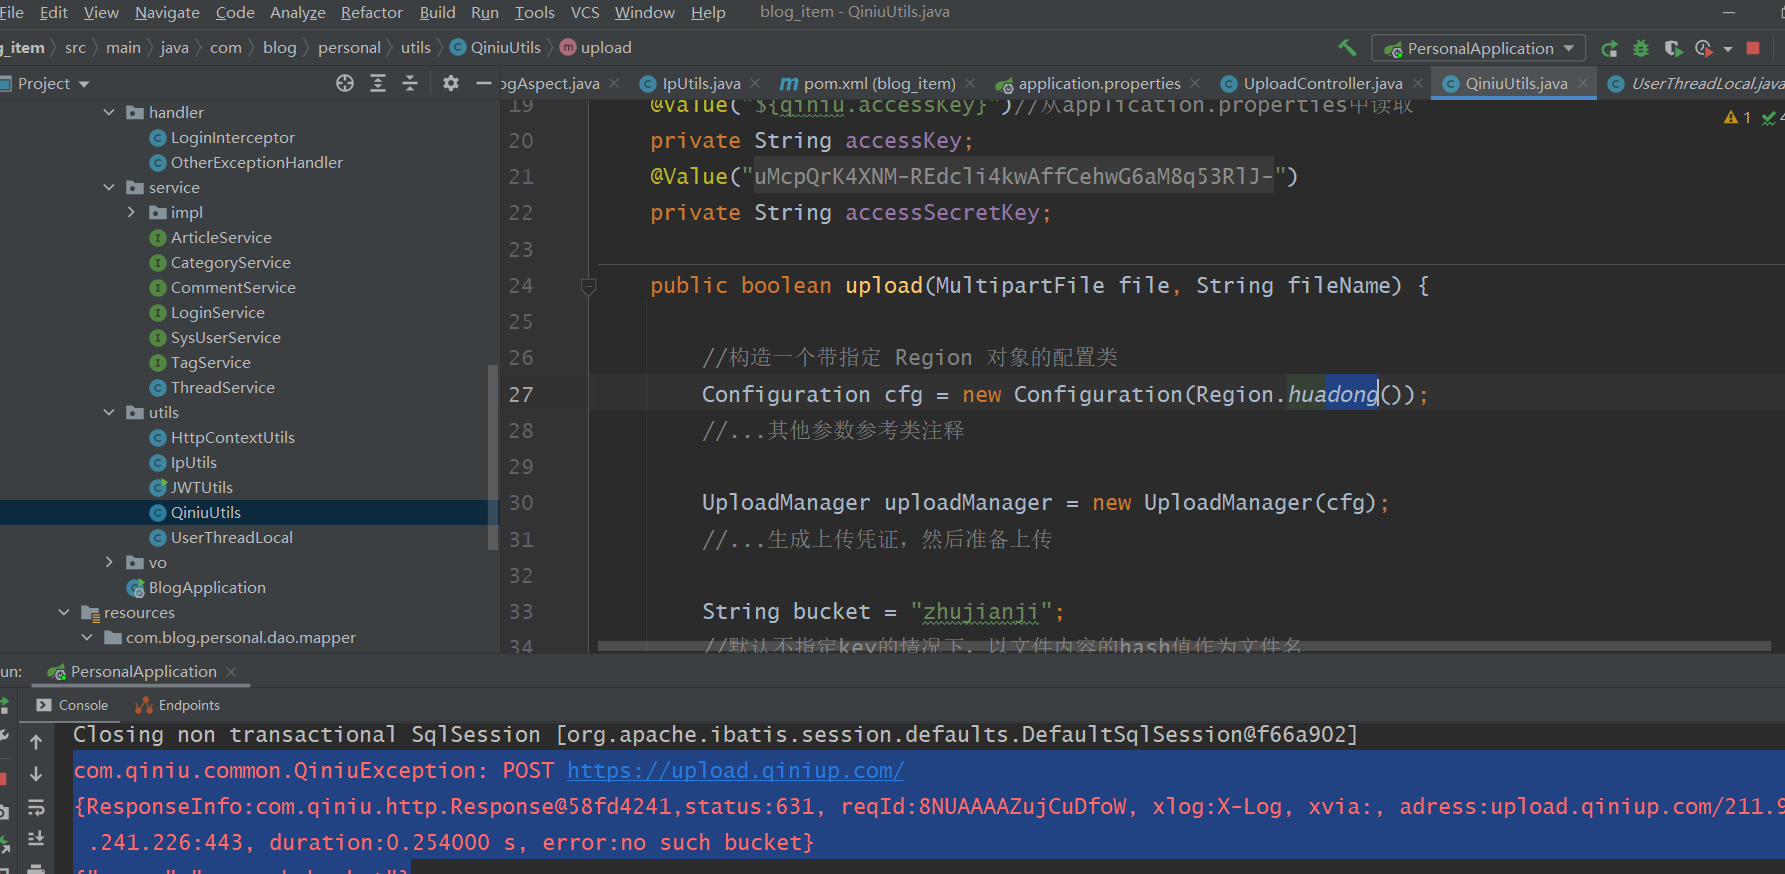 File Edit View Navigate Code Analyze Refactor Build Run Tools VCS Window Help blog_item - QiniuUtils.java
g_item src main java com blog personal utils QiniuUtils upload PersonalApplication
Project ogAspect.java IpUtils.java pom.xml (blog_item) application.properties UploadController.java QiniuUtils.java UserThreadLocal.java
handler
LoginInterceptor
OtherExceptionHandler
service
impl
ArticleService
CategoryService
CommentService
LoginService
SysUserService
TagService
ThreadService
utils
HttpContextUtils
IpUtils
JWTUtils
QiniuUtils
UserThreadLocal
vo
BlogApplication
resources
com.blog.personal.dao.mapper
1 4
19 @Value("${qiniu.accessKey}")//从application.properties中读取
20 private String accessKey;
21 @Value("uMcpQrK4XNM-REdcli4kwAffCehwG6aM8q53RlJ-")
22 private String accessSecretKey;
23
24 public boolean upload(MultipartFile file, String fileName) {
25
26 //构造一个带指定 Region 对象的配置类
27 Configuration cfg = new Configuration(Region.huadong());
28 //...其他参数参考类注释
29
30 UploadManager uploadManager = new UploadManager(cfg);
31 //...生成上传凭证，然后准备上传
32
33 String bucket = "zhujianji";
34 //默认不指定key的情况下，以文件内容的hash值作为文件名
un: PersonalApplication
Console Endpoints
Closing non transactional SqlSession [org.apache.ibatis.session.defaults.DefaultSqlSession@f66a902]
com.qiniu.common.QiniuException: POST https://upload.qiniup.com/
{ResponseInfo:com.qiniu.http.Response@58fd4241,status:631, reqId:8NUAAAAZujCuDfoW, xlog:X-Log, xvia:, adress:upload.qiniup.com/211.9
.241.226:443, duration:0.254000 s, error:no such bucket}